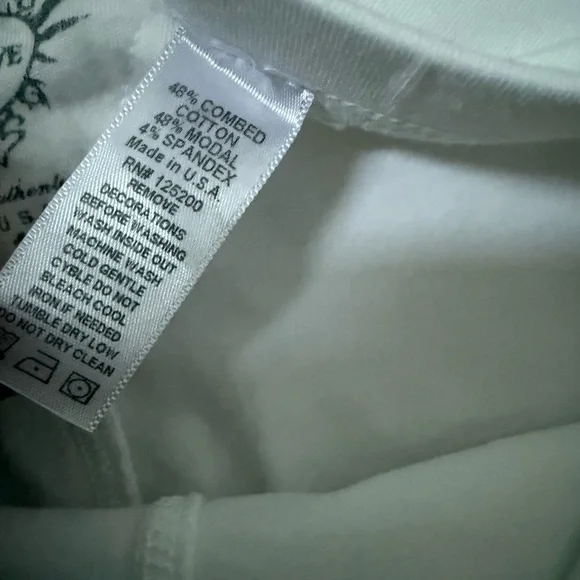 48% COMBED
COTTON
48% MODAL
4% SPANDEX
Made in U.S.A.
RN# 125200
REMOVE
DECORATIONS
BEFORE WASHING
WASH INSIDE OUT
MACHINE WASH
COLD GENTLE
CYBLE DO NOT
BLEACH COOL
IRON IF NEEDED
TUMBLE DRY LOW
DO NOT DRY CLEAN